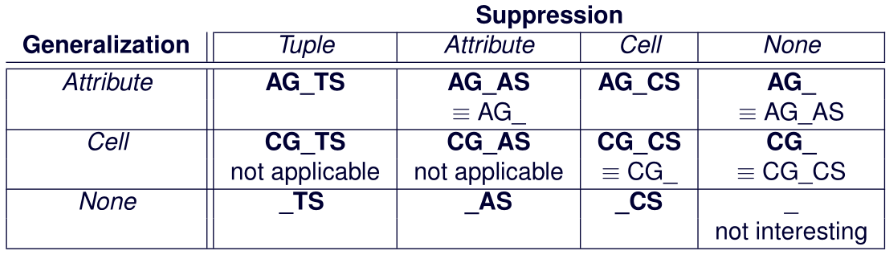 Suppression
Generalization Tuple Attribute Cell None
Attribute AG_TS AG_AS AG_CS AG_
≡ AG_ ≡ AG_AS
Cell CG_TS CG_AS CG_CS CG_
not applicable not applicable ≡ CG_ ≡ CG_CS
None _TS _AS _CS _
not interesting